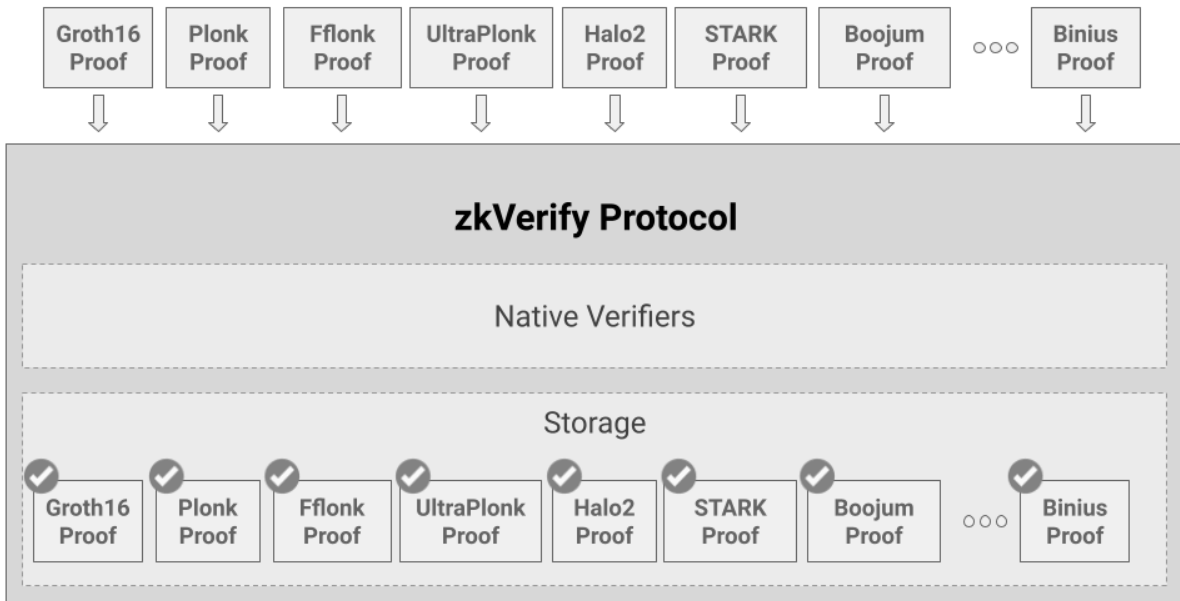 Groth16 Plonk Fflonk UltraPlonk Halo2 STARK Boojum Binius
Proof Proof Proof Proof Proof Proof Proof Proof
zkVerify Protocol
Native Verifiers
Storage
Groth16 Plonk Fflonk UltraPlonk Halo2 STARK Boojum Binius
Proof Proof Proof Proof Proof Proof Proof Proof